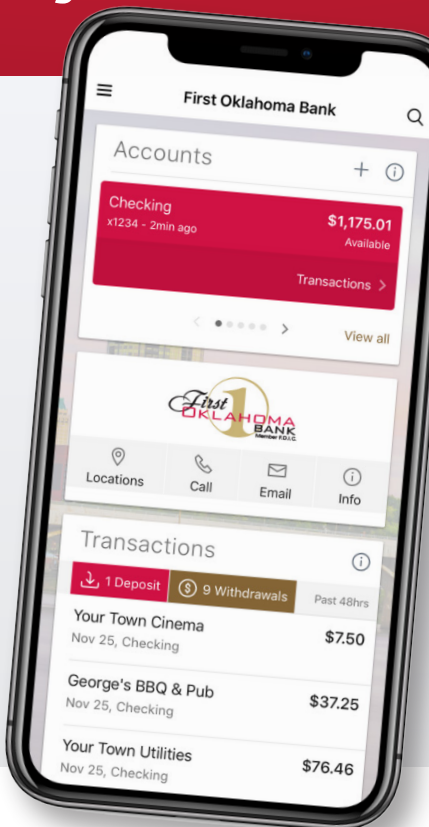 First Oklahoma Bank
Accounts
Checking
$1,175.01
x1234 - 2min ago
Available
Transactions
View all
First
1
OKLAHOMA
BANK
Member F.D.I.C.
Locations
Call
Email
Info
Transactions
1 Deposit
9 Withdrawals
Past 48hrs
Your Town Cinema
$7.50
Nov 25, Checking
George's BBQ & Pub
$37.25
Nov 25, Checking
Your Town Utilities
$76.46
Nov 25, Checking